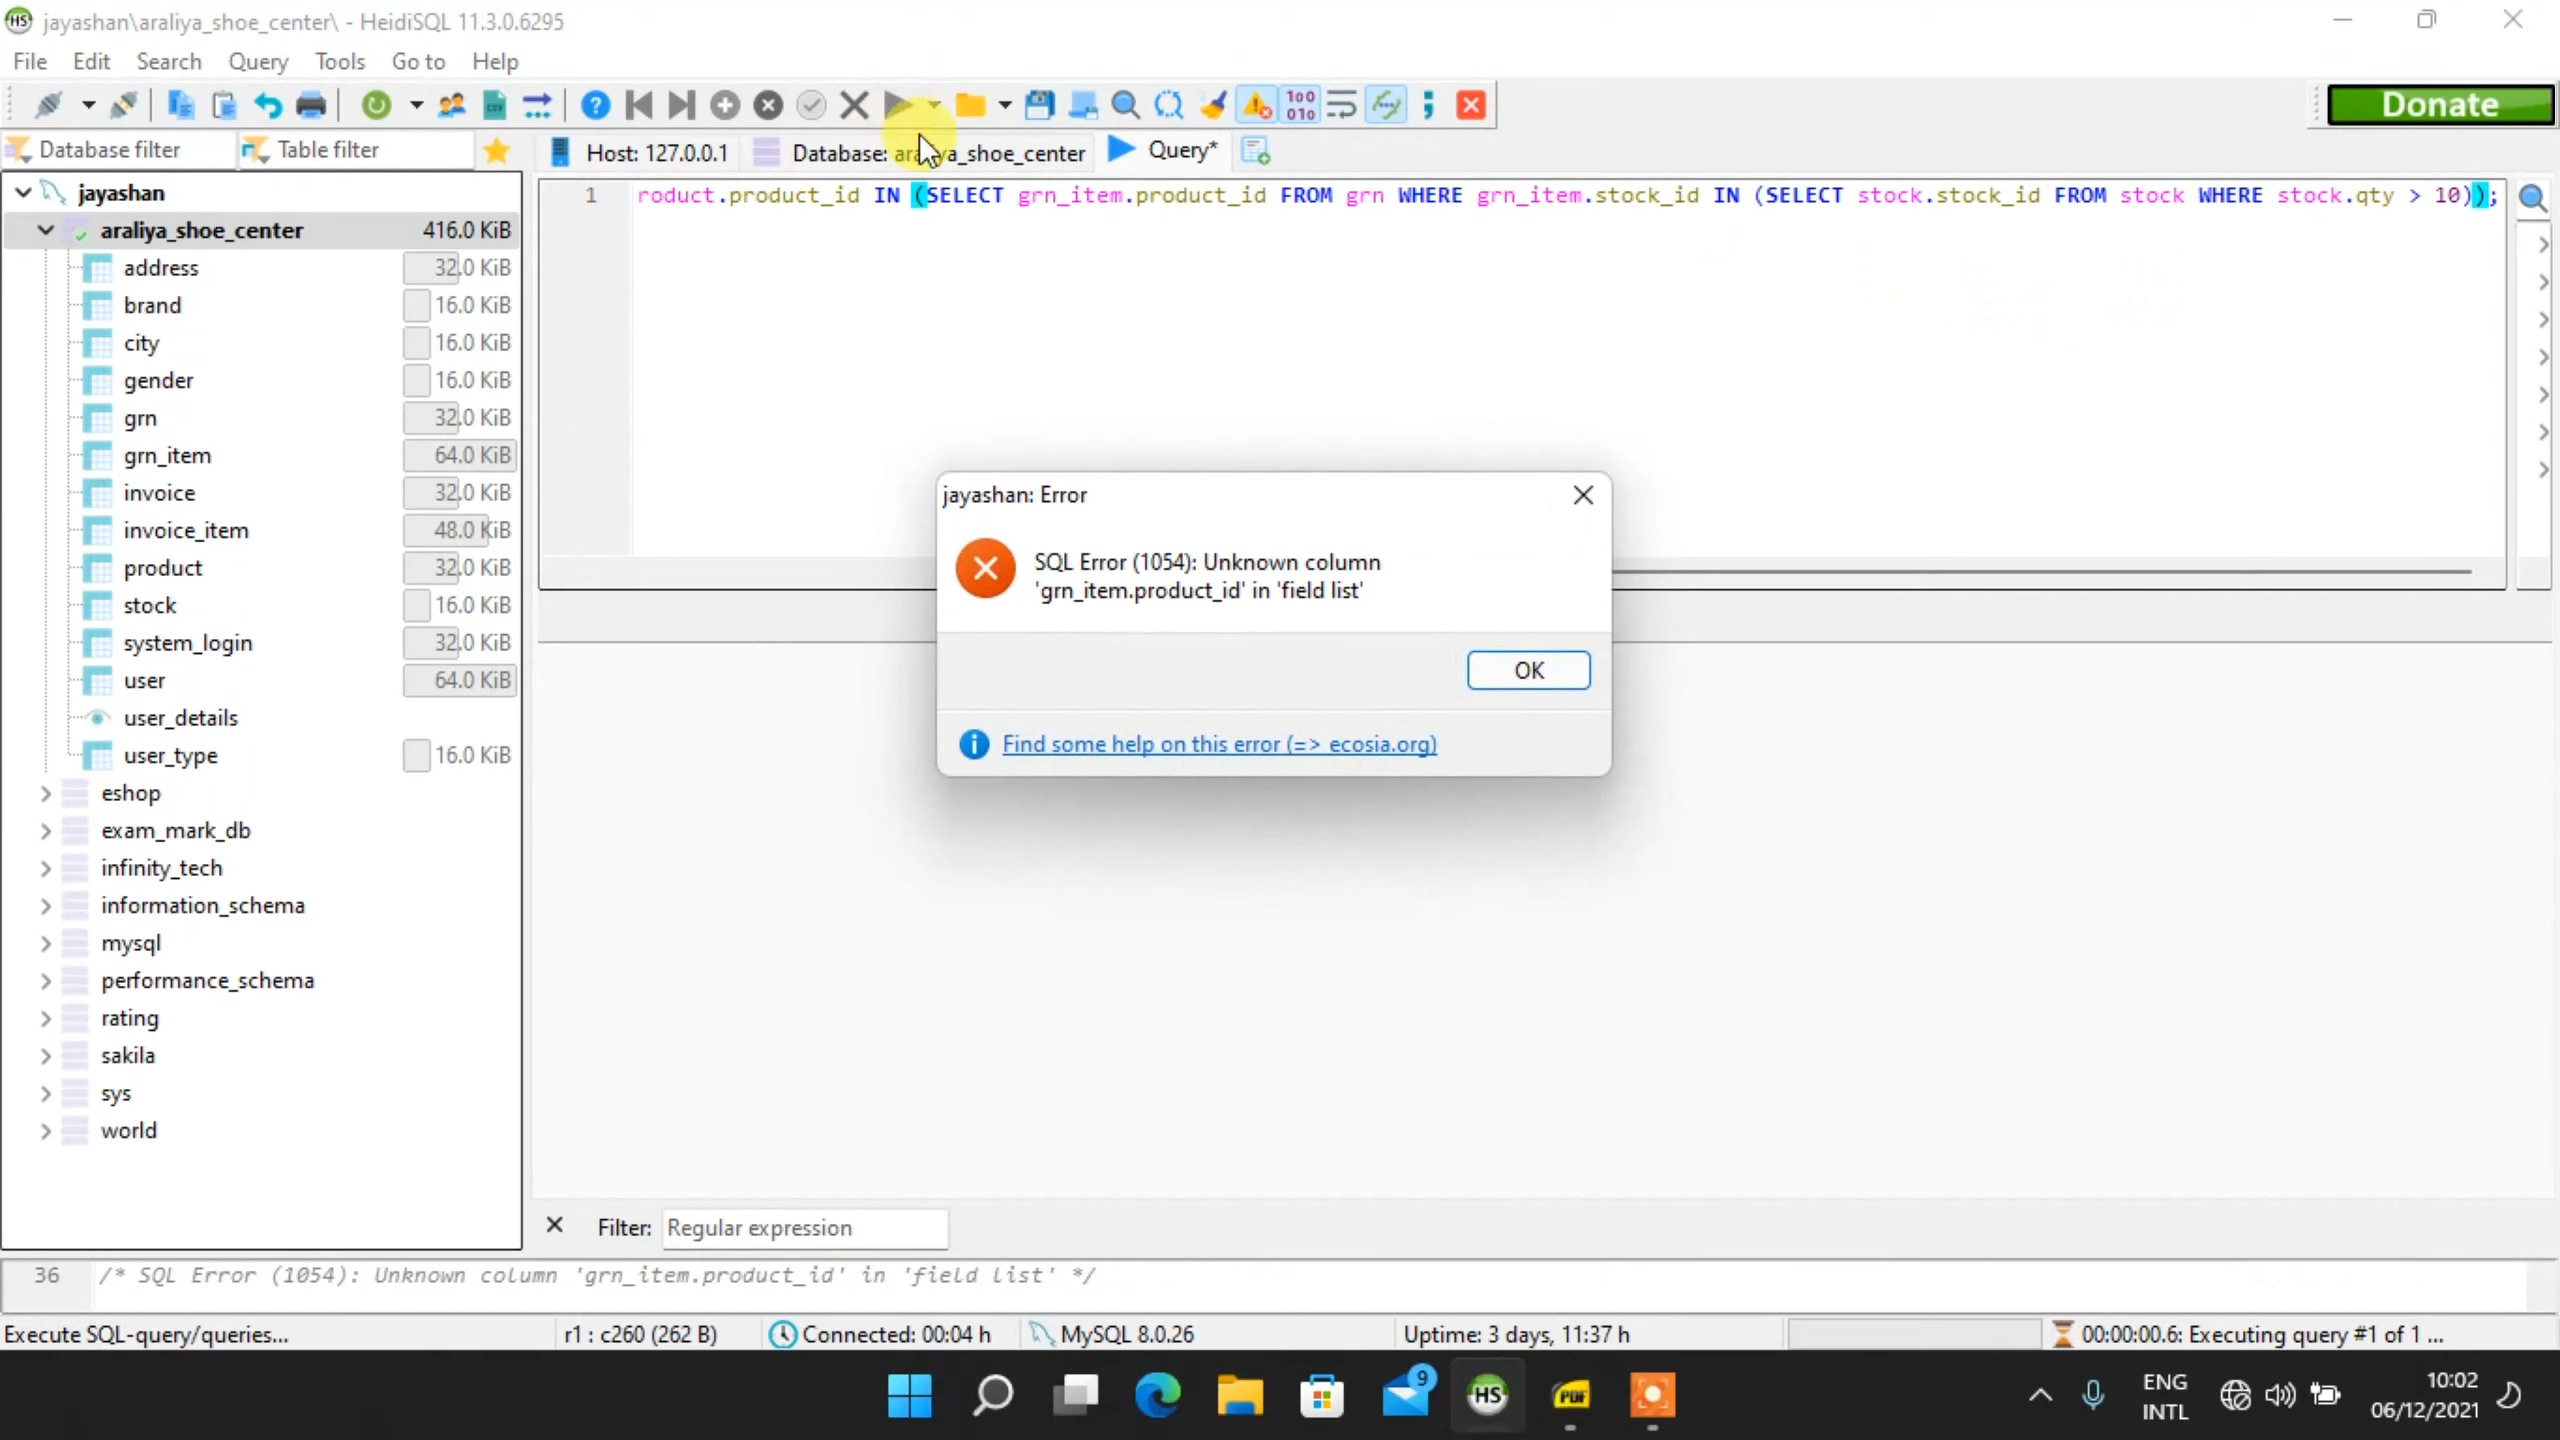 jayashan\araliya_shoe_center\ - HeidiSQL 11.3.0.6295
File Edit Search Query Tools Go to Help
Donate
Database filter Table filter
Host: 127.0.0.1 Database: araliya_shoe_center Query*
1 roduct.product_id IN (SELECT grn_item.product_id FROM grn WHERE grn_item.stock_id IN (SELECT stock.stock_id FROM stock WHERE stock.qty > 10));
jayashan
araliya_shoe_center 416.0 KiB
address 32.0 KiB
brand 16.0 KiB
city 16.0 KiB
gender 16.0 KiB
grn 32.0 KiB
grn_item 64.0 KiB
invoice 32.0 KiB
invoice_item 48.0 KiB
product 32.0 KiB
stock 16.0 KiB
system_login 32.0 KiB
user 64.0 KiB
user_details
user_type 16.0 KiB
eshop
exam_mark_db
infinity_tech
information_schema
mysql
performance_schema
rating
sakila
sys
world
jayashan: Error
SQL Error (1054): Unknown column
'grn_item.product_id' in 'field list'
OK
Find some help on this error (=> ecosia.org)
Filter: Regular expression
36 /* SQL Error (1054): Unknown column 'grn_item.product_id' in 'field list' */
Execute SQL-query/queries... r1 : c260 (262 B) Connected: 00:04 h MySQL 8.0.26 Uptime: 3 days, 11:37 h 00:00:00.6: Executing query #1 of 1 ...
9
HS
PDF
ENG
INTL
10:02
06/12/2021